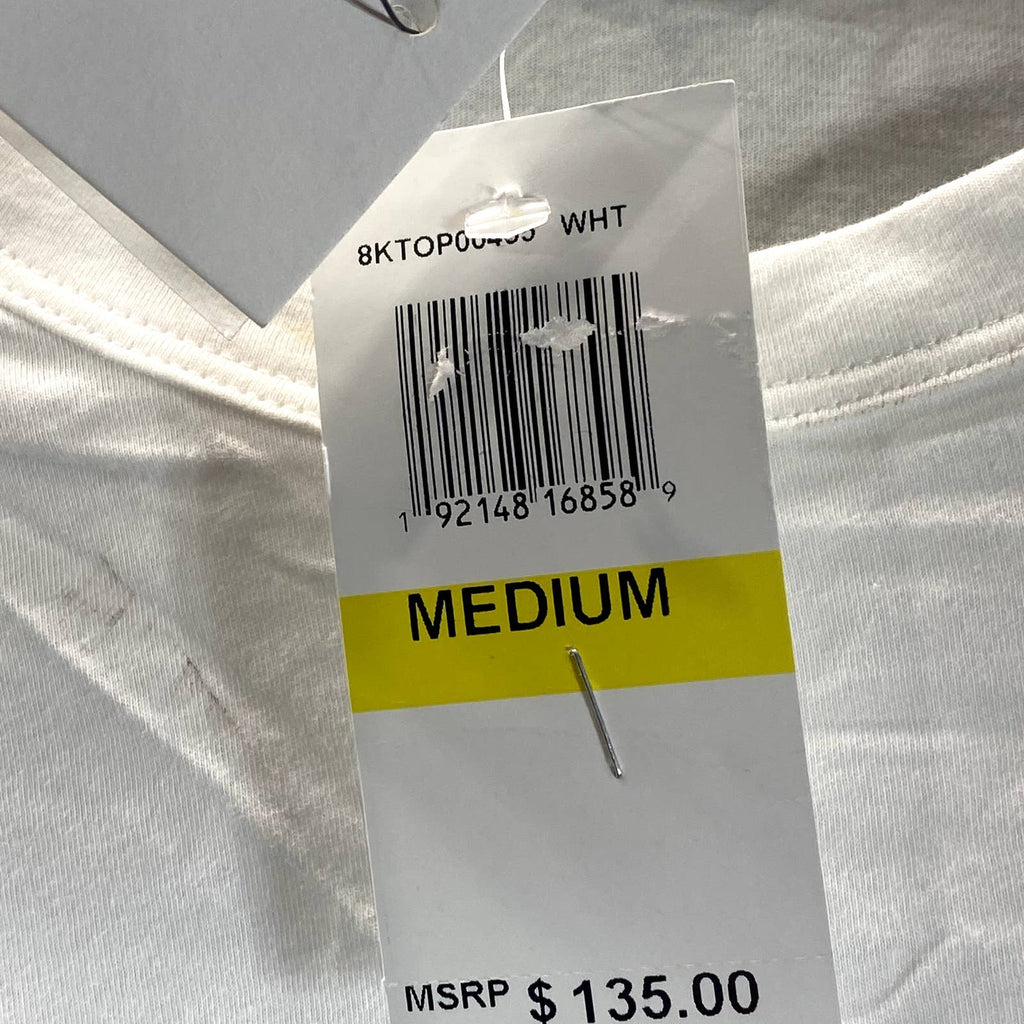 WHT
1 92148 16858 9
MEDIUM
MSRP $ 135.00